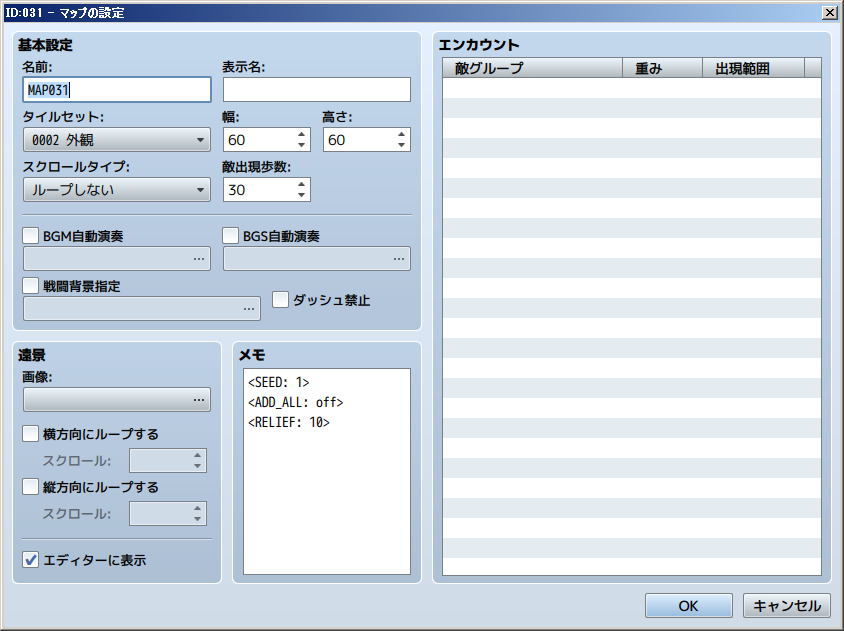 ID:031 - マップの設定
基本設定
名前:
表示名:
MAP031
タイルセット:
幅:
高さ:
0002 外観
60
60
スクロールタイプ:
敵出現歩数:
ループしない
30
BGM自動演奏
BGS自動演奏
...
...
戦闘背景指定
...
ダッシュ禁止
遠景
画像:
...
横方向にループする
スクロール:
縦方向にループする
スクロール:
エディターに表示
メモ
<SEED: 1>
<ADD_ALL: off>
<RELIEF: 10>
エンカウント
敵グループ
重み
出現範囲
OK
キャンセル